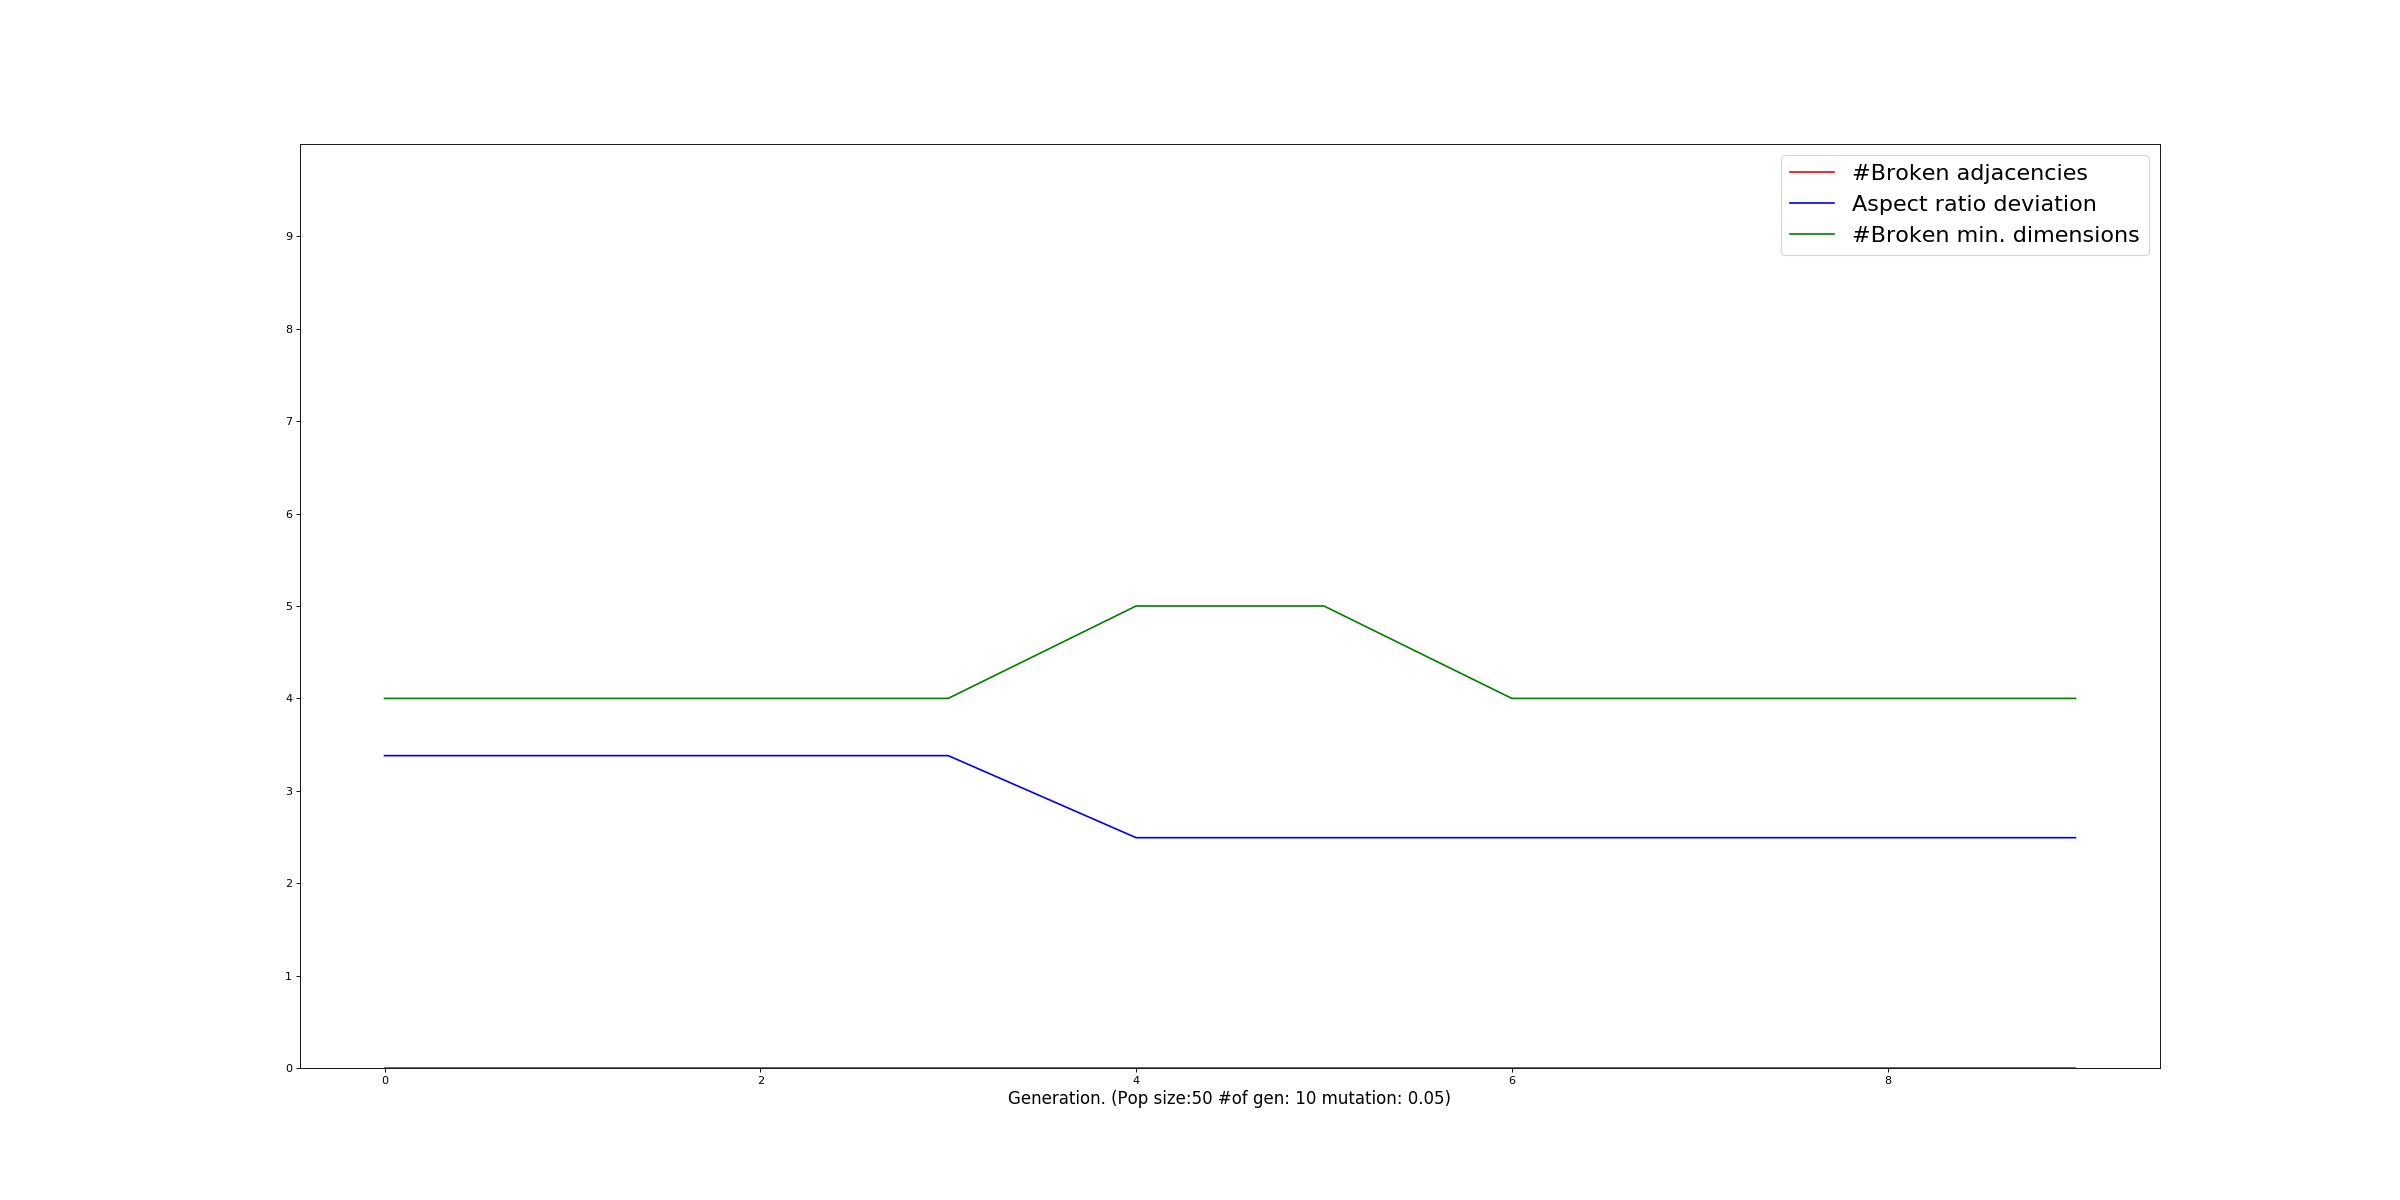 #Broken adjacencies
Aspect ratio deviation
#Broken min. dimensions
9
8
7
6
5
4
3
2
1
0
0 2 4 6 8
Generation. (Pop size:50 #of gen: 10 mutation: 0.05)